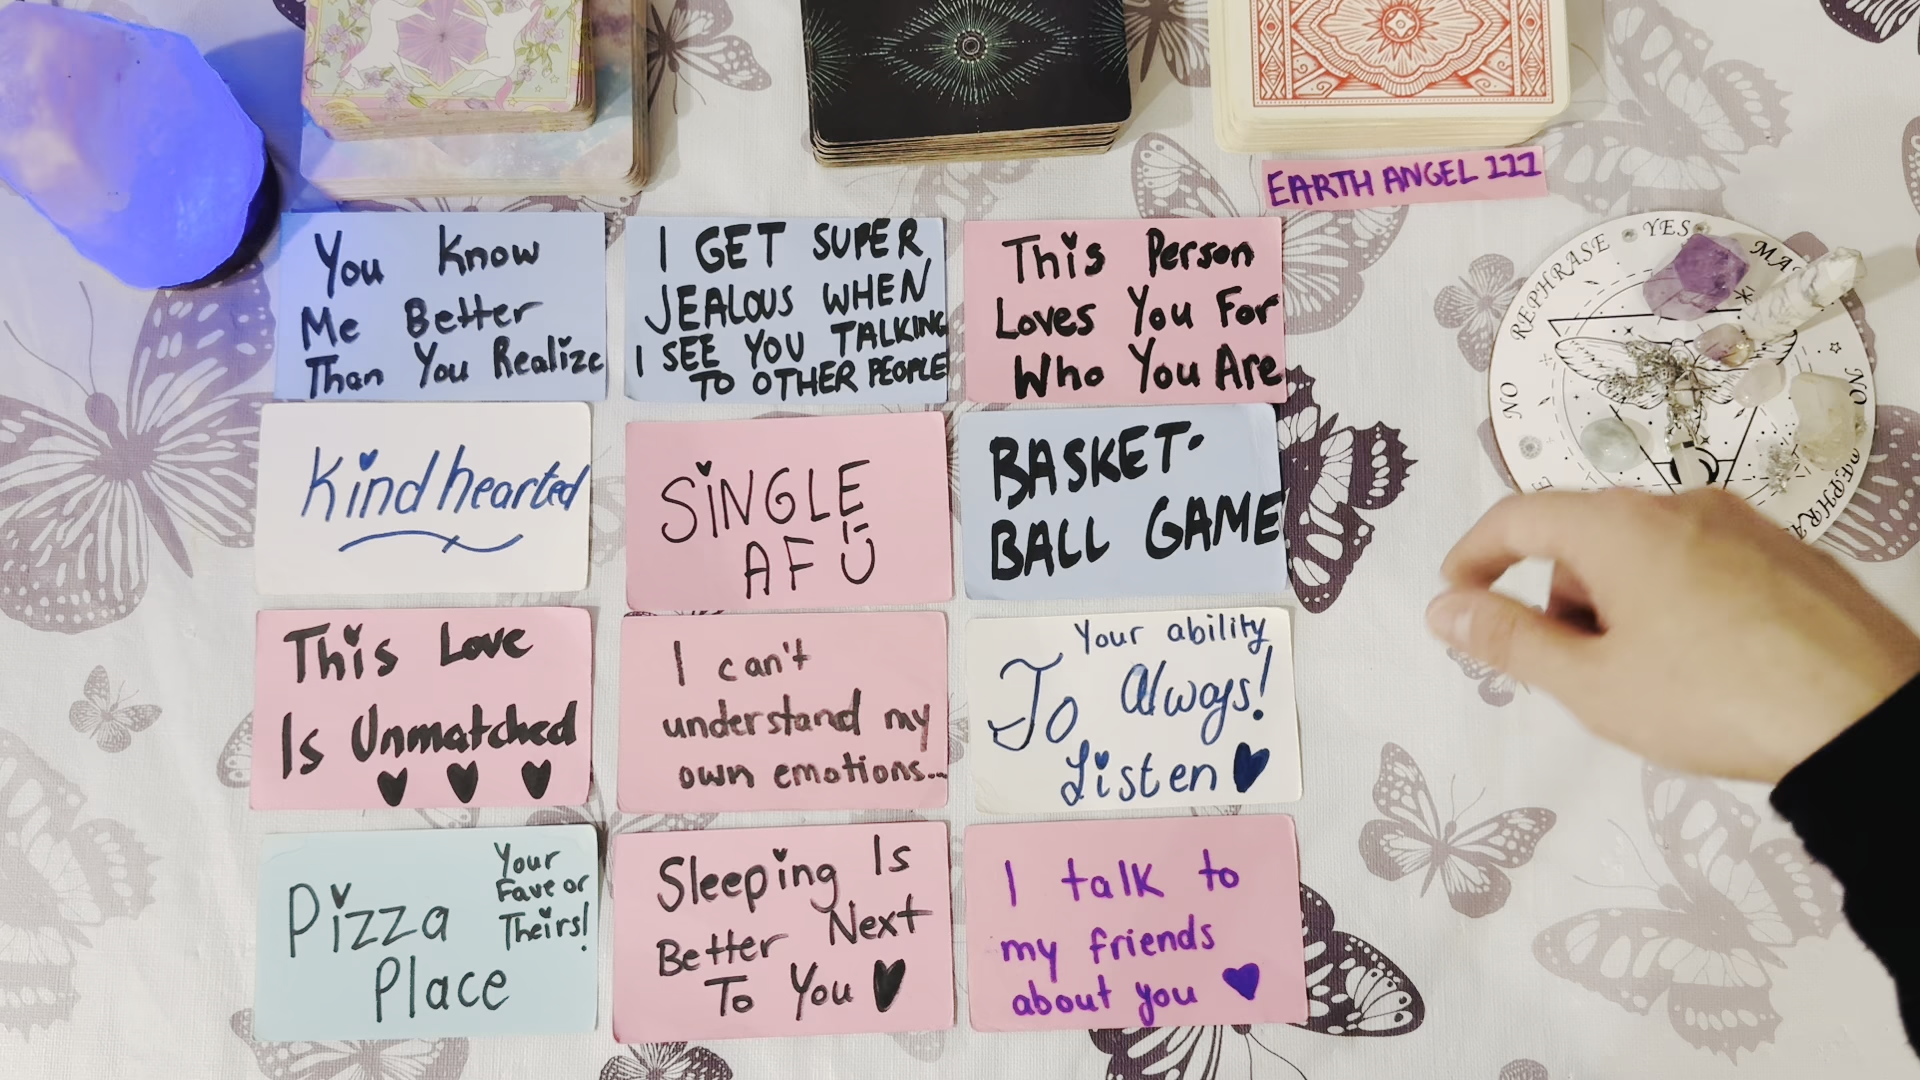 EARTH ANGEL 111
You Know
Me Better
Than You Realize
I GET SUPER
JEALOUS WHEN
I SEE YOU TALKING
TO OTHER PEOPLE
This Person
Loves You For
Who You Are
Kindhearted
SiNGLE
AF
BASKET-
BALL GAME
This Love
Is Unmatched
I can't
understand my
own emotions...
Your ability
To Always!
Listen
Pizza
Place
Your
Fave or
Theirs!
Sleeping Is
Better Next
To You
I talk to
my friends
about you
REPHRASE
YES
NO
NO